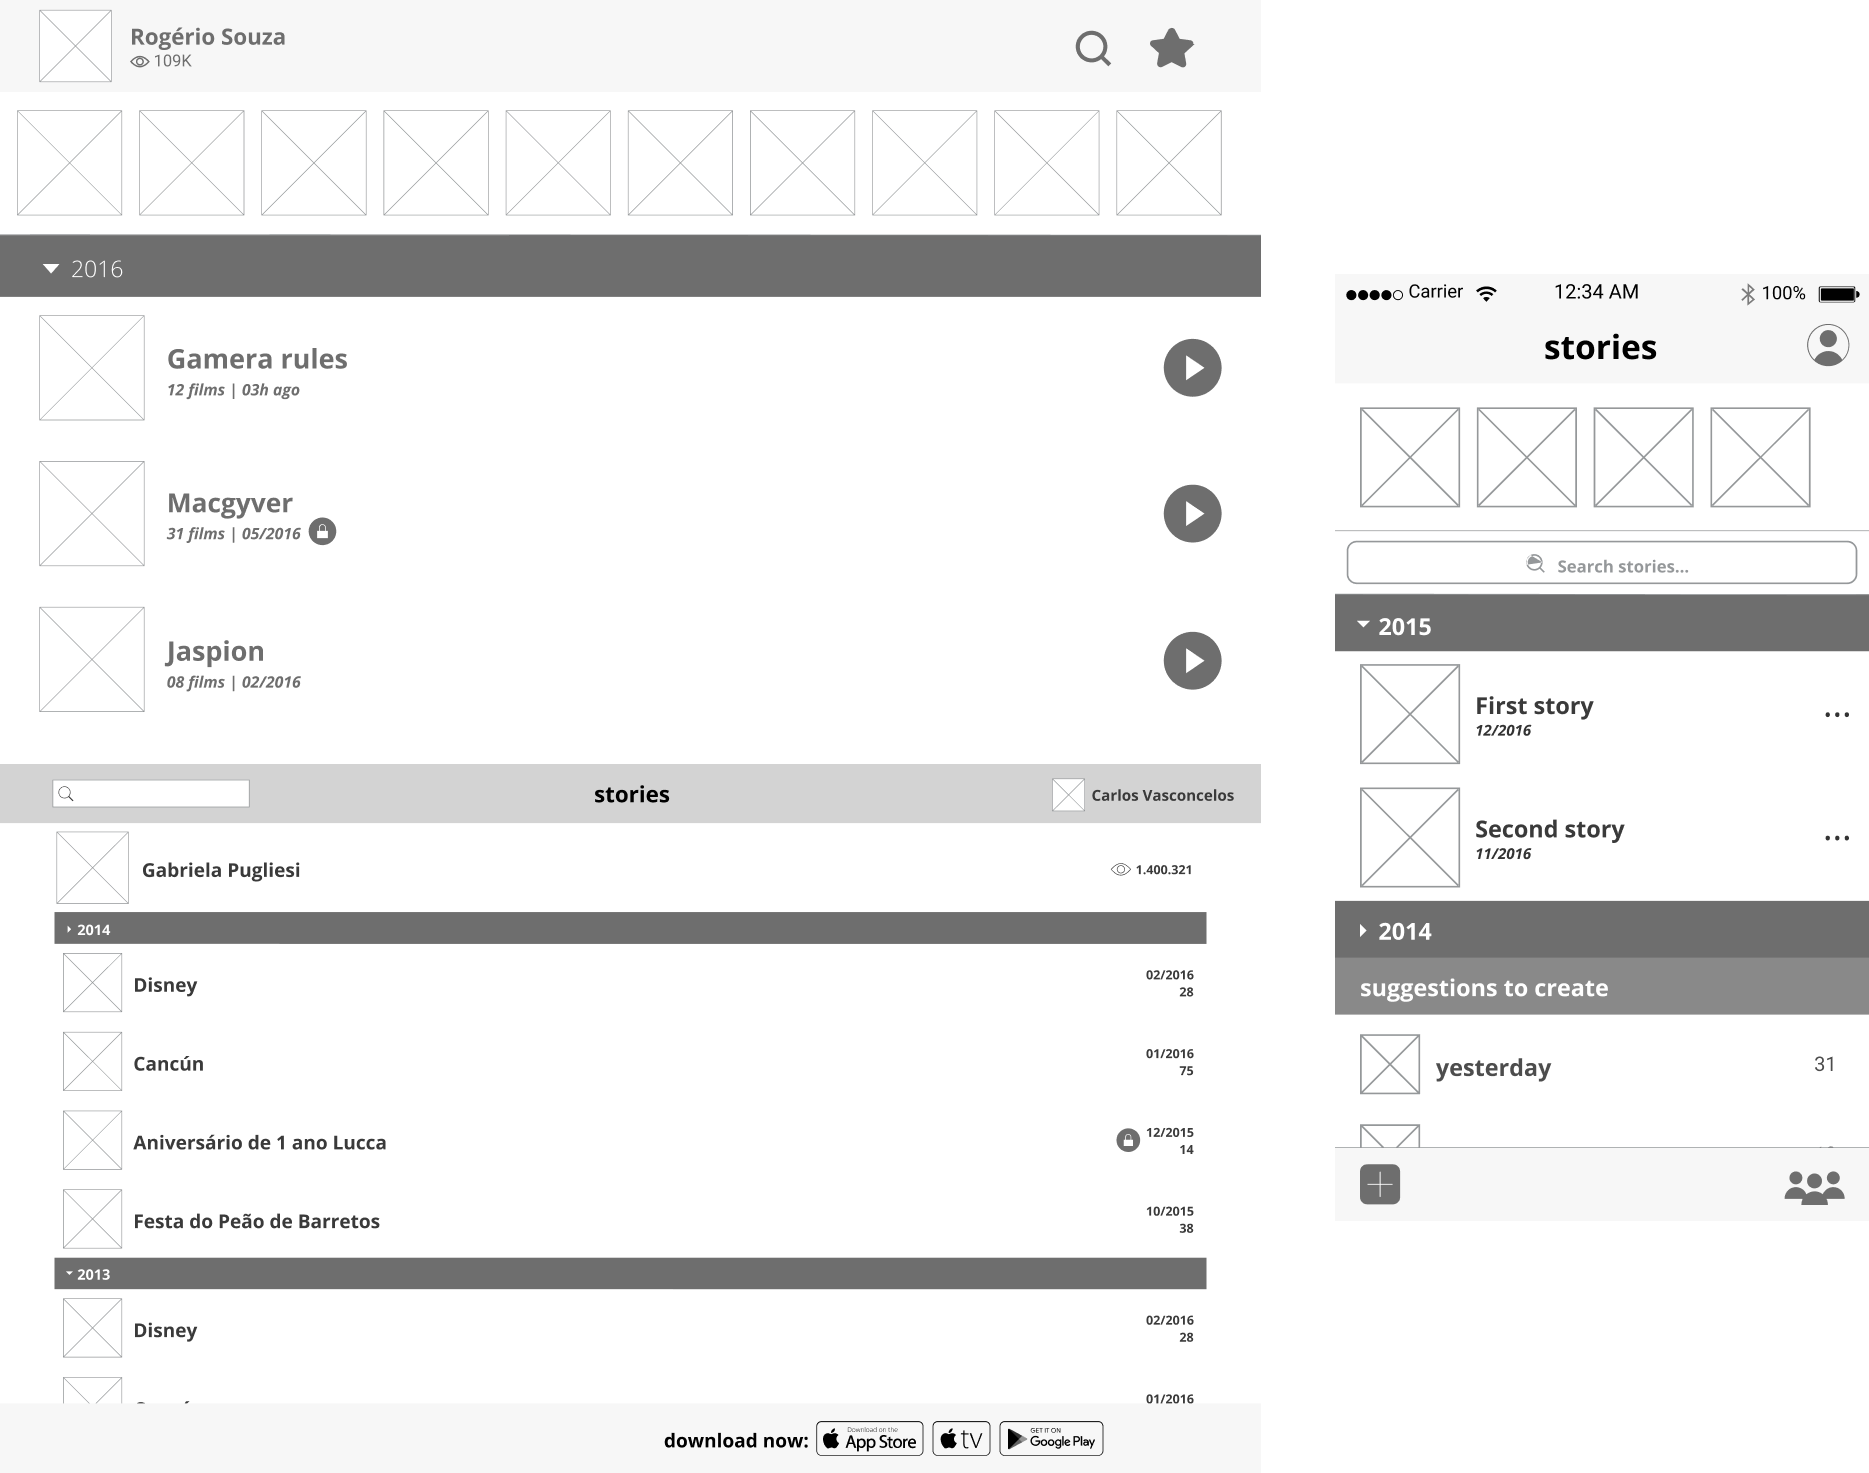 Rogério Souza
109K
2016
Gamera rules
12 films | 03h ago
Macgyver
31 films | 05/2016
Jaspion
08 films | 02/2016
stories
Carlos Vasconcelos
Gabriela Pugliesi
1.400.321
2014
Disney
02/2016
28
Cancún
01/2016
75
Aniversário de 1 ano Lucca
12/2015
14
Festa do Peão de Barretos
10/2015
38
2013
Disney
02/2016
28
01/2016
download now:
Download on the
App Store
tv
GET IT ON
Google Play
Carrier
12:34 AM
100%
stories
Search stories...
2015
First story
12/2016
...
Second story
11/2016
...
2014
suggestions to create
yesterday
31